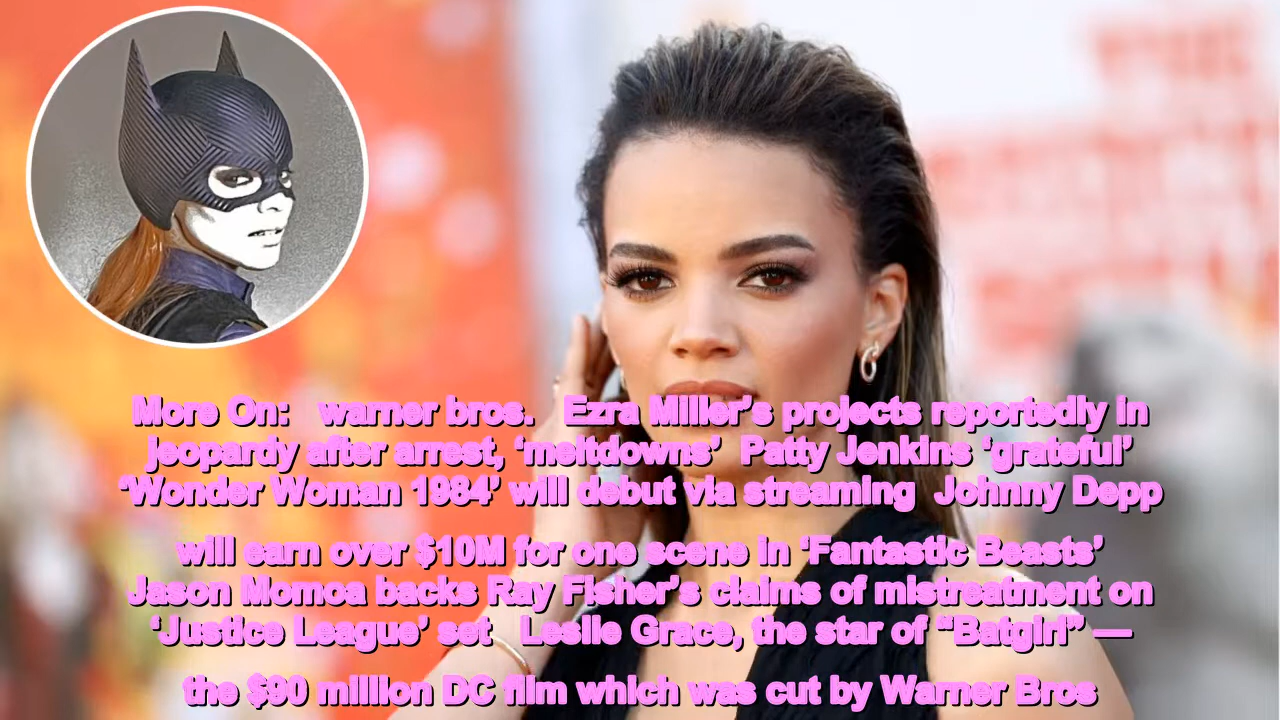 More On:   warner bros.   Ezra Miller’s projects reportedly in
jeopardy after arrest, ‘meltdowns’  Patty Jenkins ‘grateful’
‘Wonder Woman 1984’ will debut via streaming  Johnny Depp
will earn over $10M for one scene in ‘Fantastic Beasts’
Jason Momoa backs Ray Fisher’s claims of mistreatment on
‘Justice League’ set   Leslie Grace, the star of “Batgirl” —
the $90 million DC film which was cut by Warner Bros